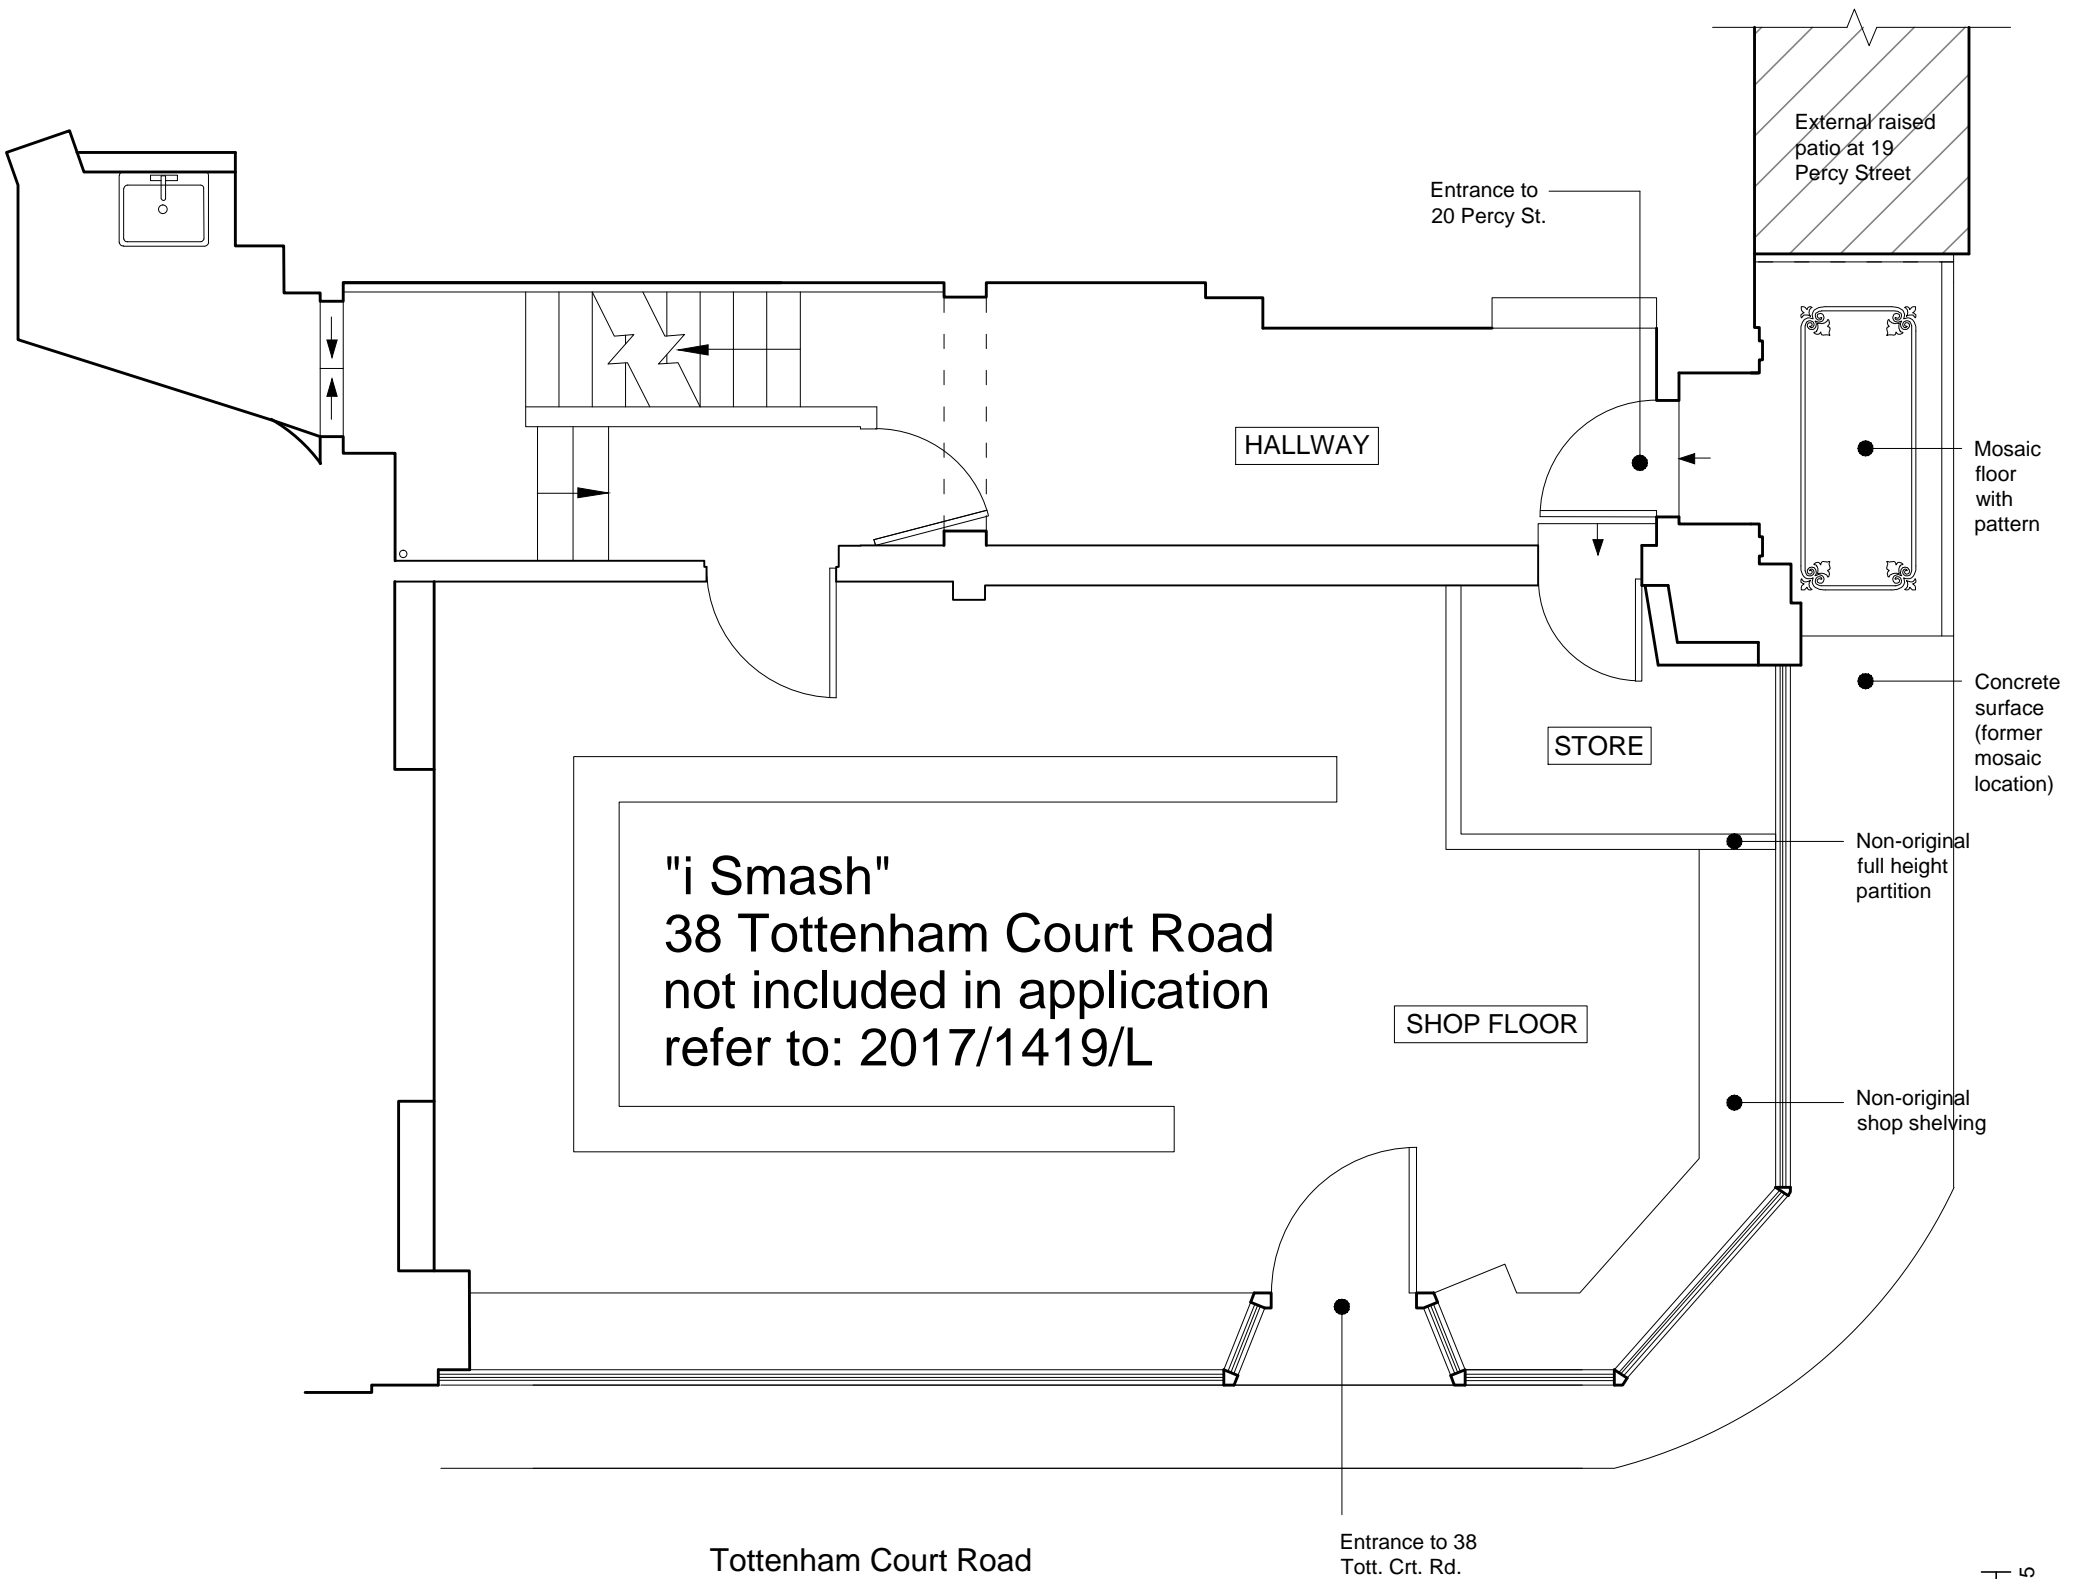 External raised
patio at 19
Percy Street
Entrance to
20 Percy St.
HALLWAY
Mosaic
floor
with
pattern
Concrete
surface
(former
mosaic
location)
STORE
Non-original
full height
partition
"i Smash"
38 Tottenham Court Road
not included in application
refer to: 2017/1419/L
SHOP FLOOR
Non-original
shop shelving
Entrance to 38
Tott. Crt. Rd.
Tottenham Court Road
5